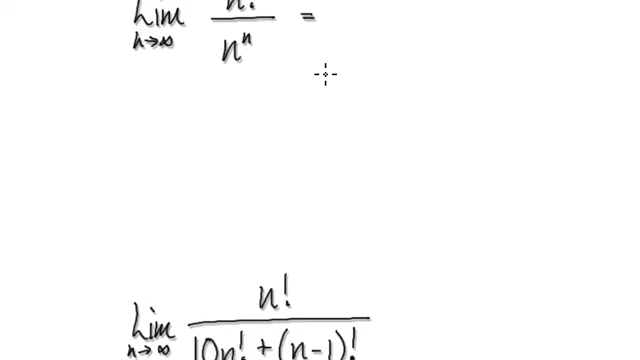 lim n→∞ n! / n^n =
lim n→∞ n! / 10n! + (n-1)!